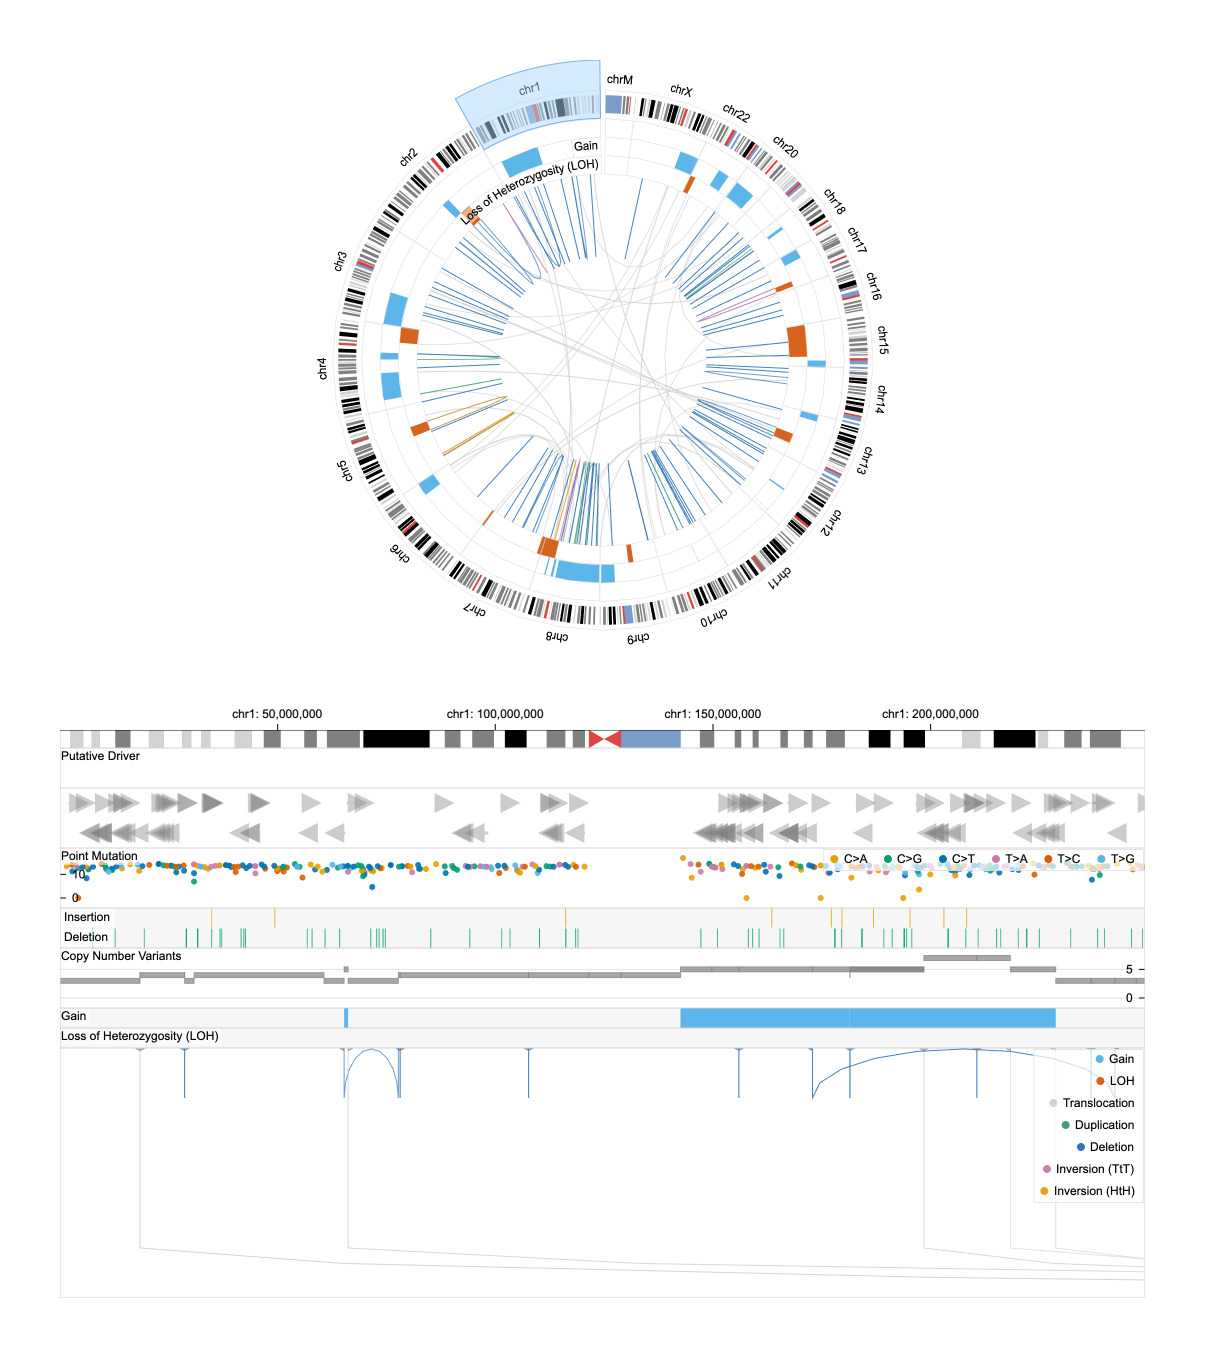 chrM
chrX
chr22
chr20
chr18
chr17
chr16
chr15
chr14
chr13
chr12
chr11
chr10
chr9
chr8
chr7
chr6
chr5
chr4
chr3
chr2
chr1
Gain
Loss of Heterozygosity (LOH)
chr1: 50,000,000 chr1: 100,000,000 chr1: 150,000,000 chr1: 200,000,000
Putative Driver
Point Mutation
C>A C>G C>T T>A T>C T>G
10
0
Insertion
Deletion
Copy Number Variants
5
0
Gain
Loss of Heterozygosity (LOH)
Gain
LOH
Translocation
Duplication
Deletion
Inversion (TtT)
Inversion (HtH)